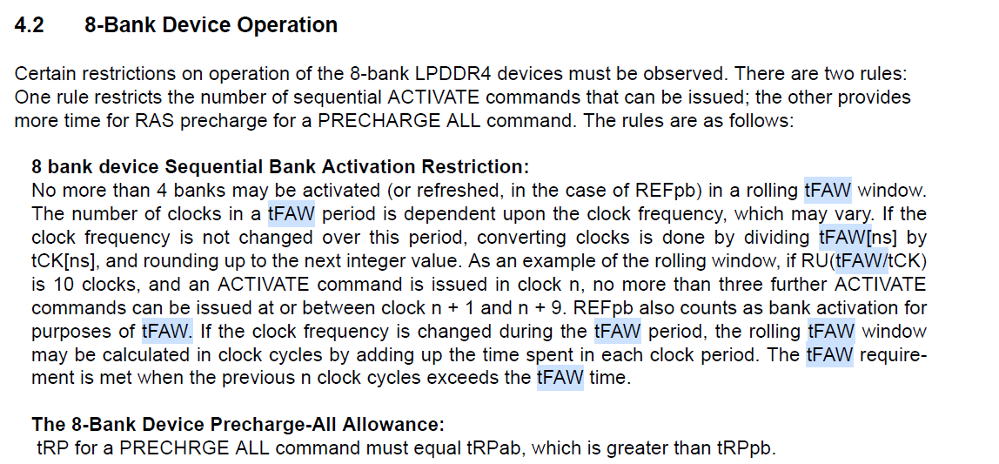 4.2 8-Bank Device Operation
Certain restrictions on operation of the 8-bank LPDDR4 devices must be observed. There are two rules:
One rule restricts the number of sequential ACTIVATE commands that can be issued; the other provides
more time for RAS precharge for a PRECHARGE ALL command. The rules are as follows:
8 bank device Sequential Bank Activation Restriction:
No more than 4 banks may be activated (or refreshed, in the case of REFpb) in a rolling tFAW window.
The number of clocks in a tFAW period is dependent upon the clock frequency, which may vary. If the
clock frequency is not changed over this period, converting clocks is done by dividing tFAW[ns] by
tCK[ns], and rounding up to the next integer value. As an example of the rolling window, if RU(tFAW/tCK)
is 10 clocks, and an ACTIVATE command is issued in clock n, no more than three further ACTIVATE
commands can be issued at or between clock n + 1 and n + 9. REFpb also counts as bank activation for
purposes of tFAW. If the clock frequency is changed during the tFAW period, the rolling tFAW window
may be calculated in clock cycles by adding up the time spent in each clock period. The tFAW require-
ment is met when the previous n clock cycles exceeds the tFAW time.
The 8-Bank Device Precharge-All Allowance:
tRP for a PRECHRGE ALL command must equal tRPab, which is greater than tRPpb.